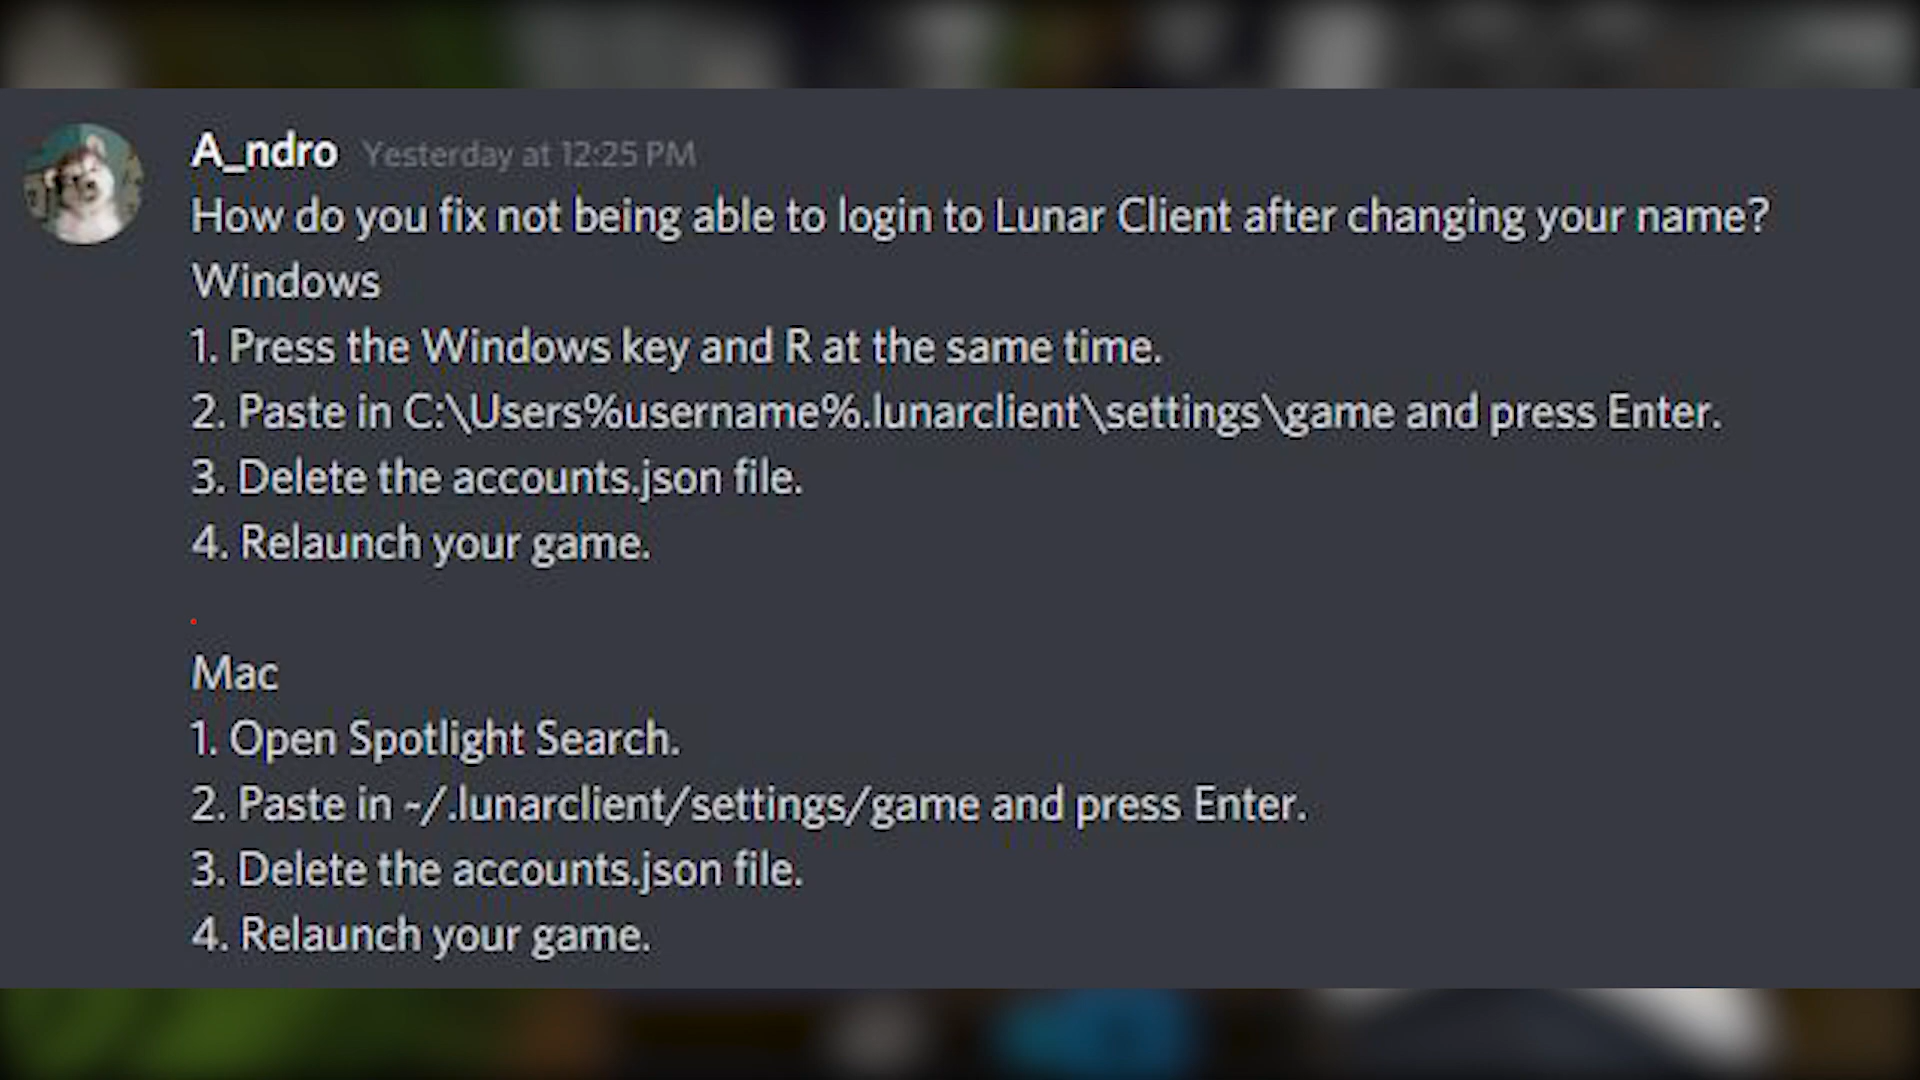 A_ndro Yesterday at 12:25 PM
How do you fix not being able to login to Lunar Client after changing your name?
Windows
1. Press the Windows key and R at the same time.
2. Paste in C:\Users%username%.lunarclient\settings\game and press Enter.
3. Delete the accounts.json file.
4. Relaunch your game.
.
Mac
1. Open Spotlight Search.
2. Paste in ~/.lunarclient/settings/game and press Enter.
3. Delete the accounts.json file.
4. Relaunch your game.